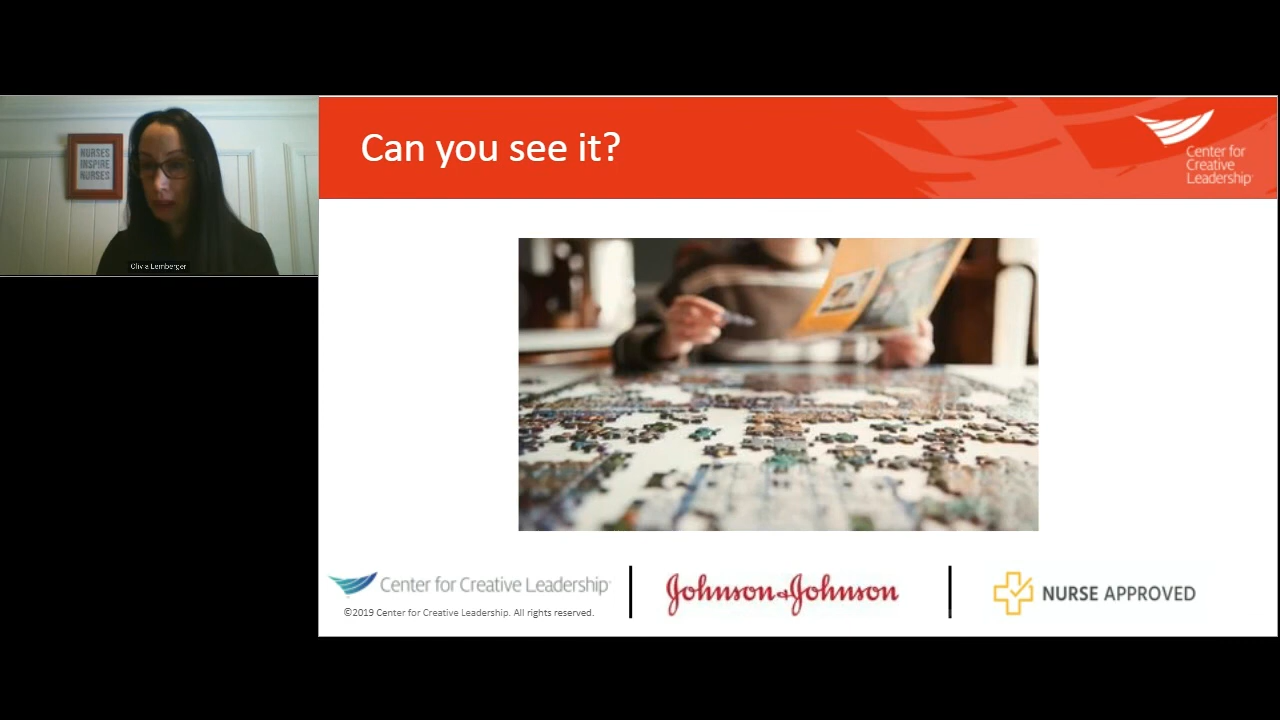 NURSES
INSPIRE
NURSES
Olivia Lemberger
Can you see it?
Center for
Creative
Leadership
Center for Creative Leadership
©2019 Center for Creative Leadership. All rights reserved.
Johnson & Johnson
NURSE APPROVED